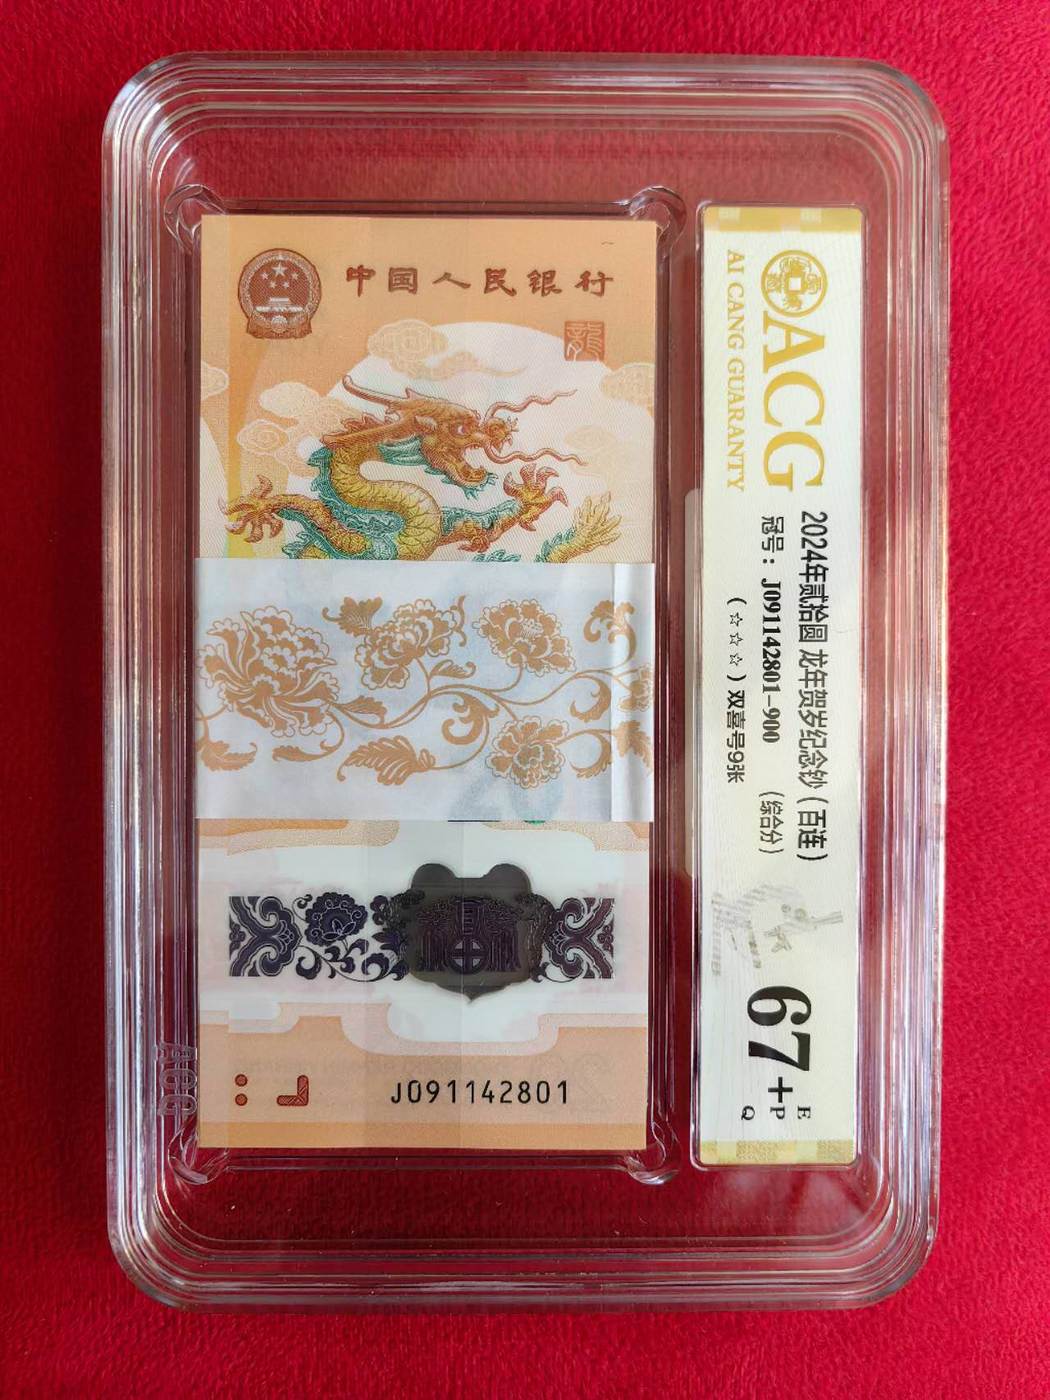 中国人民银行
龍
20
J091142801
ACG
ACG
AI CANG GUARANTY
2024年贰拾圆 龙年贺岁纪念钞（百连）
冠号：J091142801-900 （综合分）
（☆☆☆）双喜号9张
67+ E
P
Q